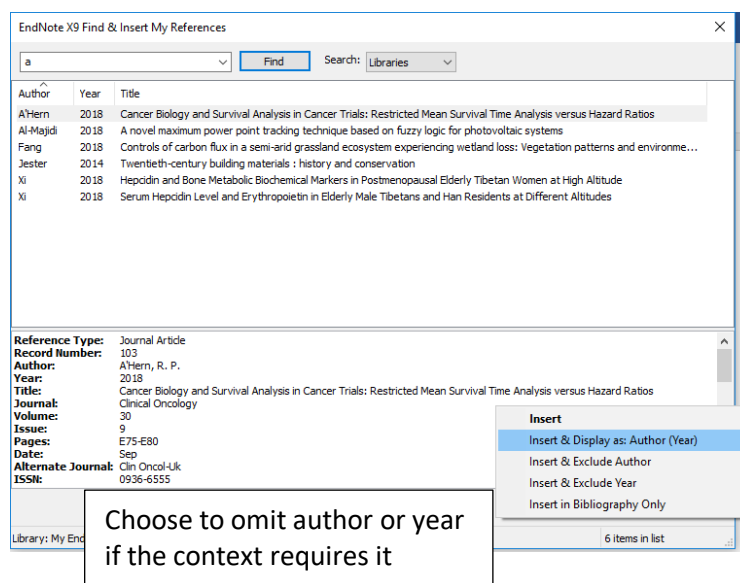 EndNote X9 Find & Insert My References
a Find Search: Libraries
Author Year Title
A'Hern 2018 Cancer Biology and Survival Analysis in Cancer Trials: Restricted Mean Survival Time Analysis versus Hazard Ratios
Al-Majidi 2018 A novel maximum power point tracking technique based on fuzzy logic for photovoltaic systems
Fang 2018 Controls of carbon flux in a semi-arid grassland ecosystem experiencing wetland loss: Vegetation patterns and environme...
Jester 2014 Twentieth-century building materials : history and conservation
Xi 2018 Hepcidin and Bone Metabolic Biochemical Markers in Postmenopausal Elderly Tibetan Women at High Altitude
Xi 2018 Serum Hepcidin Level and Erythropoietin in Elderly Male Tibetans and Han Residents at Different Altitudes
Reference Type: Journal Article
Record Number: 103
Author: A'Hern, R. P.
Year: 2018
Title: Cancer Biology and Survival Analysis in Cancer Trials: Restricted Mean Survival Time Analysis versus Hazard Ratios
Journal: Clinical Oncology
Volume: 30
Issue: 9
Pages: E75-E80
Date: Sep
Alternate Journal: Clin Oncol-Uk
ISSN: 0936-6555
Insert
Insert & Display as: Author (Year)
Insert & Exclude Author
Insert & Exclude Year
Insert in Bibliography Only
Choose to omit author or year
if the context requires it
Library: My End
6 items in list